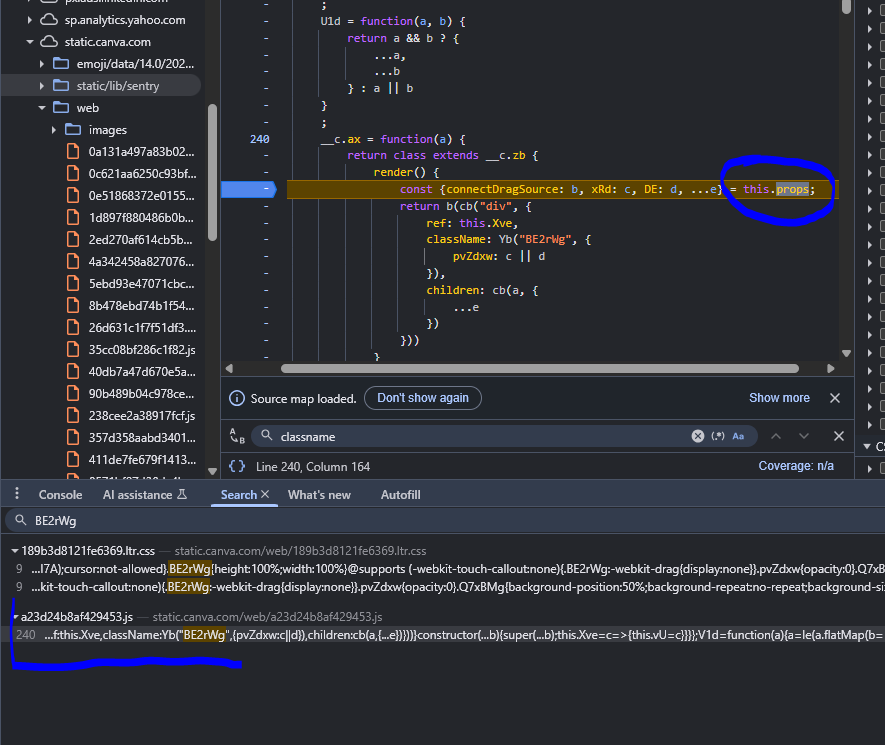 sp.analytics.yahoo.com
static.canva.com
emoji/data/14.0/202...
static/lib/sentry
web
images
0a131a497a83b02...
0c621aa6250c93bf...
0e51868372e0155...
1d897f880486b0b...
2ed270af614cb5b...
4a342458a827076...
5ebd93e47071cbc...
8b478ebd74b1f54...
26d631c1f7f51df3....
35cc08bf286c1f82.js
40db7a47d670e5a...
90b489b04c978ce...
238cee2a38917fcf.js
357d358aabd3401...
411de7fe679f1413...
;
U1d = function(a, b) {
return a && b ? {
...a,
...b
} : a || b
}
;
240 __c.ax = function(a) {
return class extends __c.zb {
render() {
const {connectDragSource: b, xRd: c, DE: d, ...e} = this.props;
return b(cb("div", {
ref: this.Xve,
className: Yb("BE2rWg", {
pvZdxw: c || d
}),
children: cb(a, {
...e
})
}))
}
Source map loaded. Don't show again Show more
classname (.*) Aa
{} Line 240, Column 164 Coverage: n/a
Console AI assistance Search What's new Autofill
BE2rWg
189b3d8121fe6369.ltr.css — static.canva.com/web/189b3d8121fe6369.ltr.css
9 ...l7A);cursor:not-allowed}.BE2rWg{height:100%;width:100%}@supports (-webkit-touch-callout:none){.BE2rWg:-webkit-drag{display:none}}.pvZdxw{opacity:0}.Q7xB
9 ...kit-touch-callout:none){.BE2rWg:-webkit-drag{display:none}}.pvZdxw{opacity:0}.Q7xBMg{background-position:50%;background-repeat:no-repeat;background-si
a23d24b8af429453.js — static.canva.com/web/a23d24b8af429453.js
240 ...f:this.Xve,className:Yb("BE2rWg",{pvZdxw:c||d}),children:cb(a,{...e})}))}constructor(...b){super(...b);this.Xve=c=>{this.vU=c}}};V1d=function(a){a=le(a.flatMap(b=